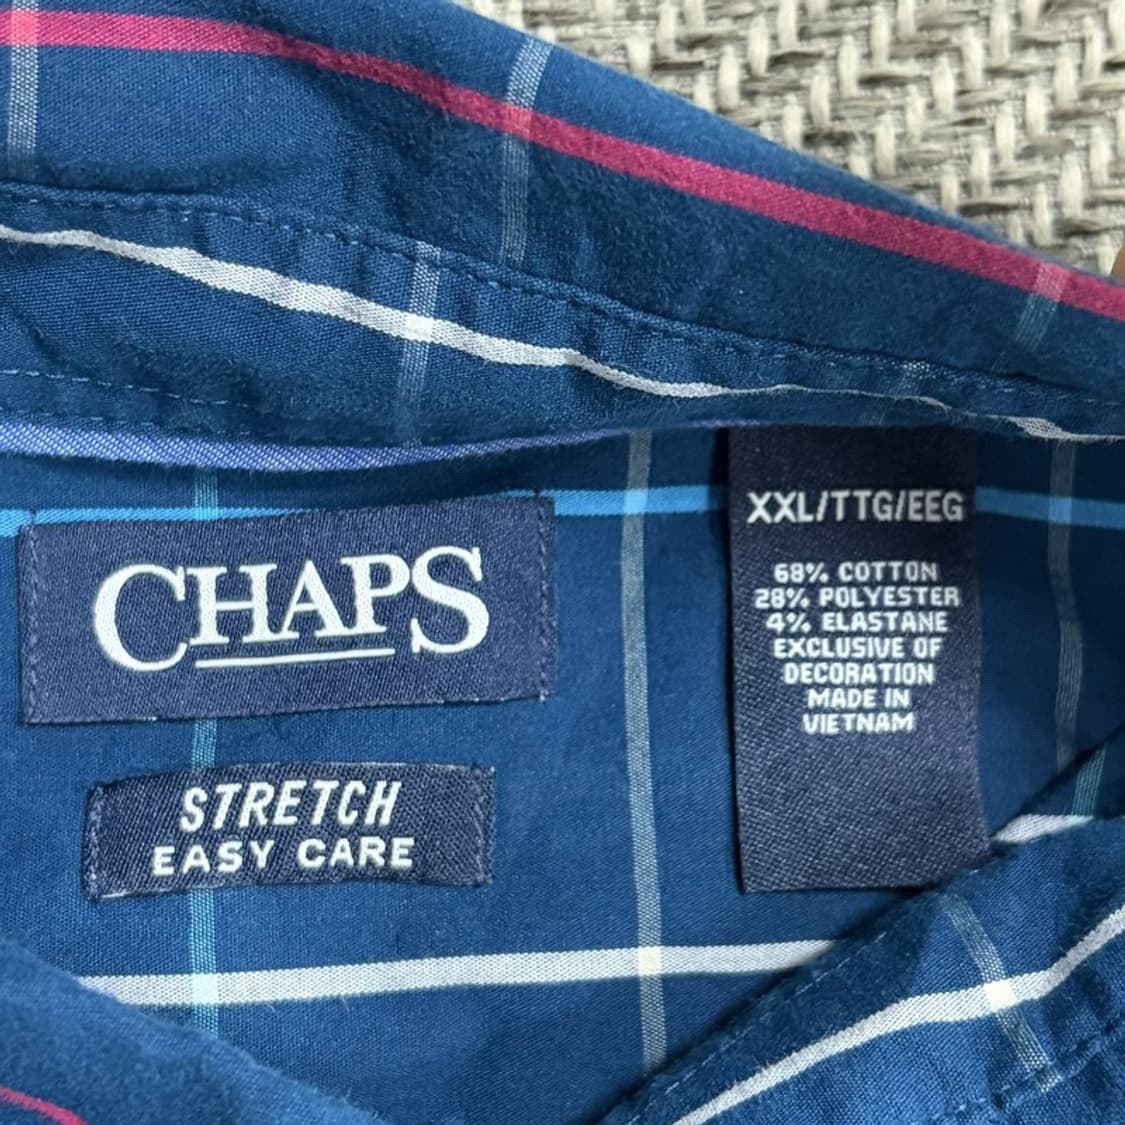 CHAPS
STRETCH
EASY CARE
XXL/TTG/EEG
68% COTTON
28% POLYESTER
4% ELASTANE
EXCLUSIVE OF
DECORATION
MADE IN
VIETNAM